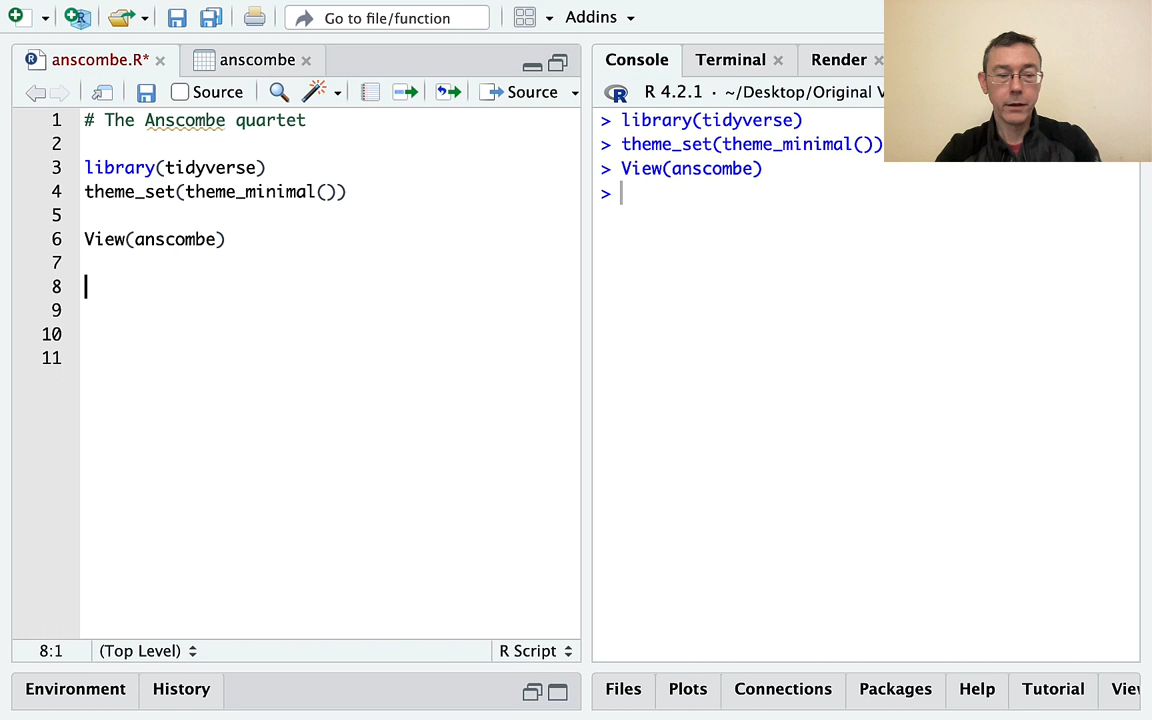 Go to file/function
Addins
anscombe.R*
anscombe
Source
Source
1 # The Anscombe quartet
2
3 library(tidyverse)
4 theme_set(theme_minimal())
5
6 View(anscombe)
7
8
9
10
11
8:1 (Top Level) R Script
Environment History
Console Terminal Render
R 4.2.1 · ~/Desktop/Original V
> library(tidyverse)
> theme_set(theme_minimal())
> View(anscombe)
>
Files Plots Connections Packages Help Tutorial Viev